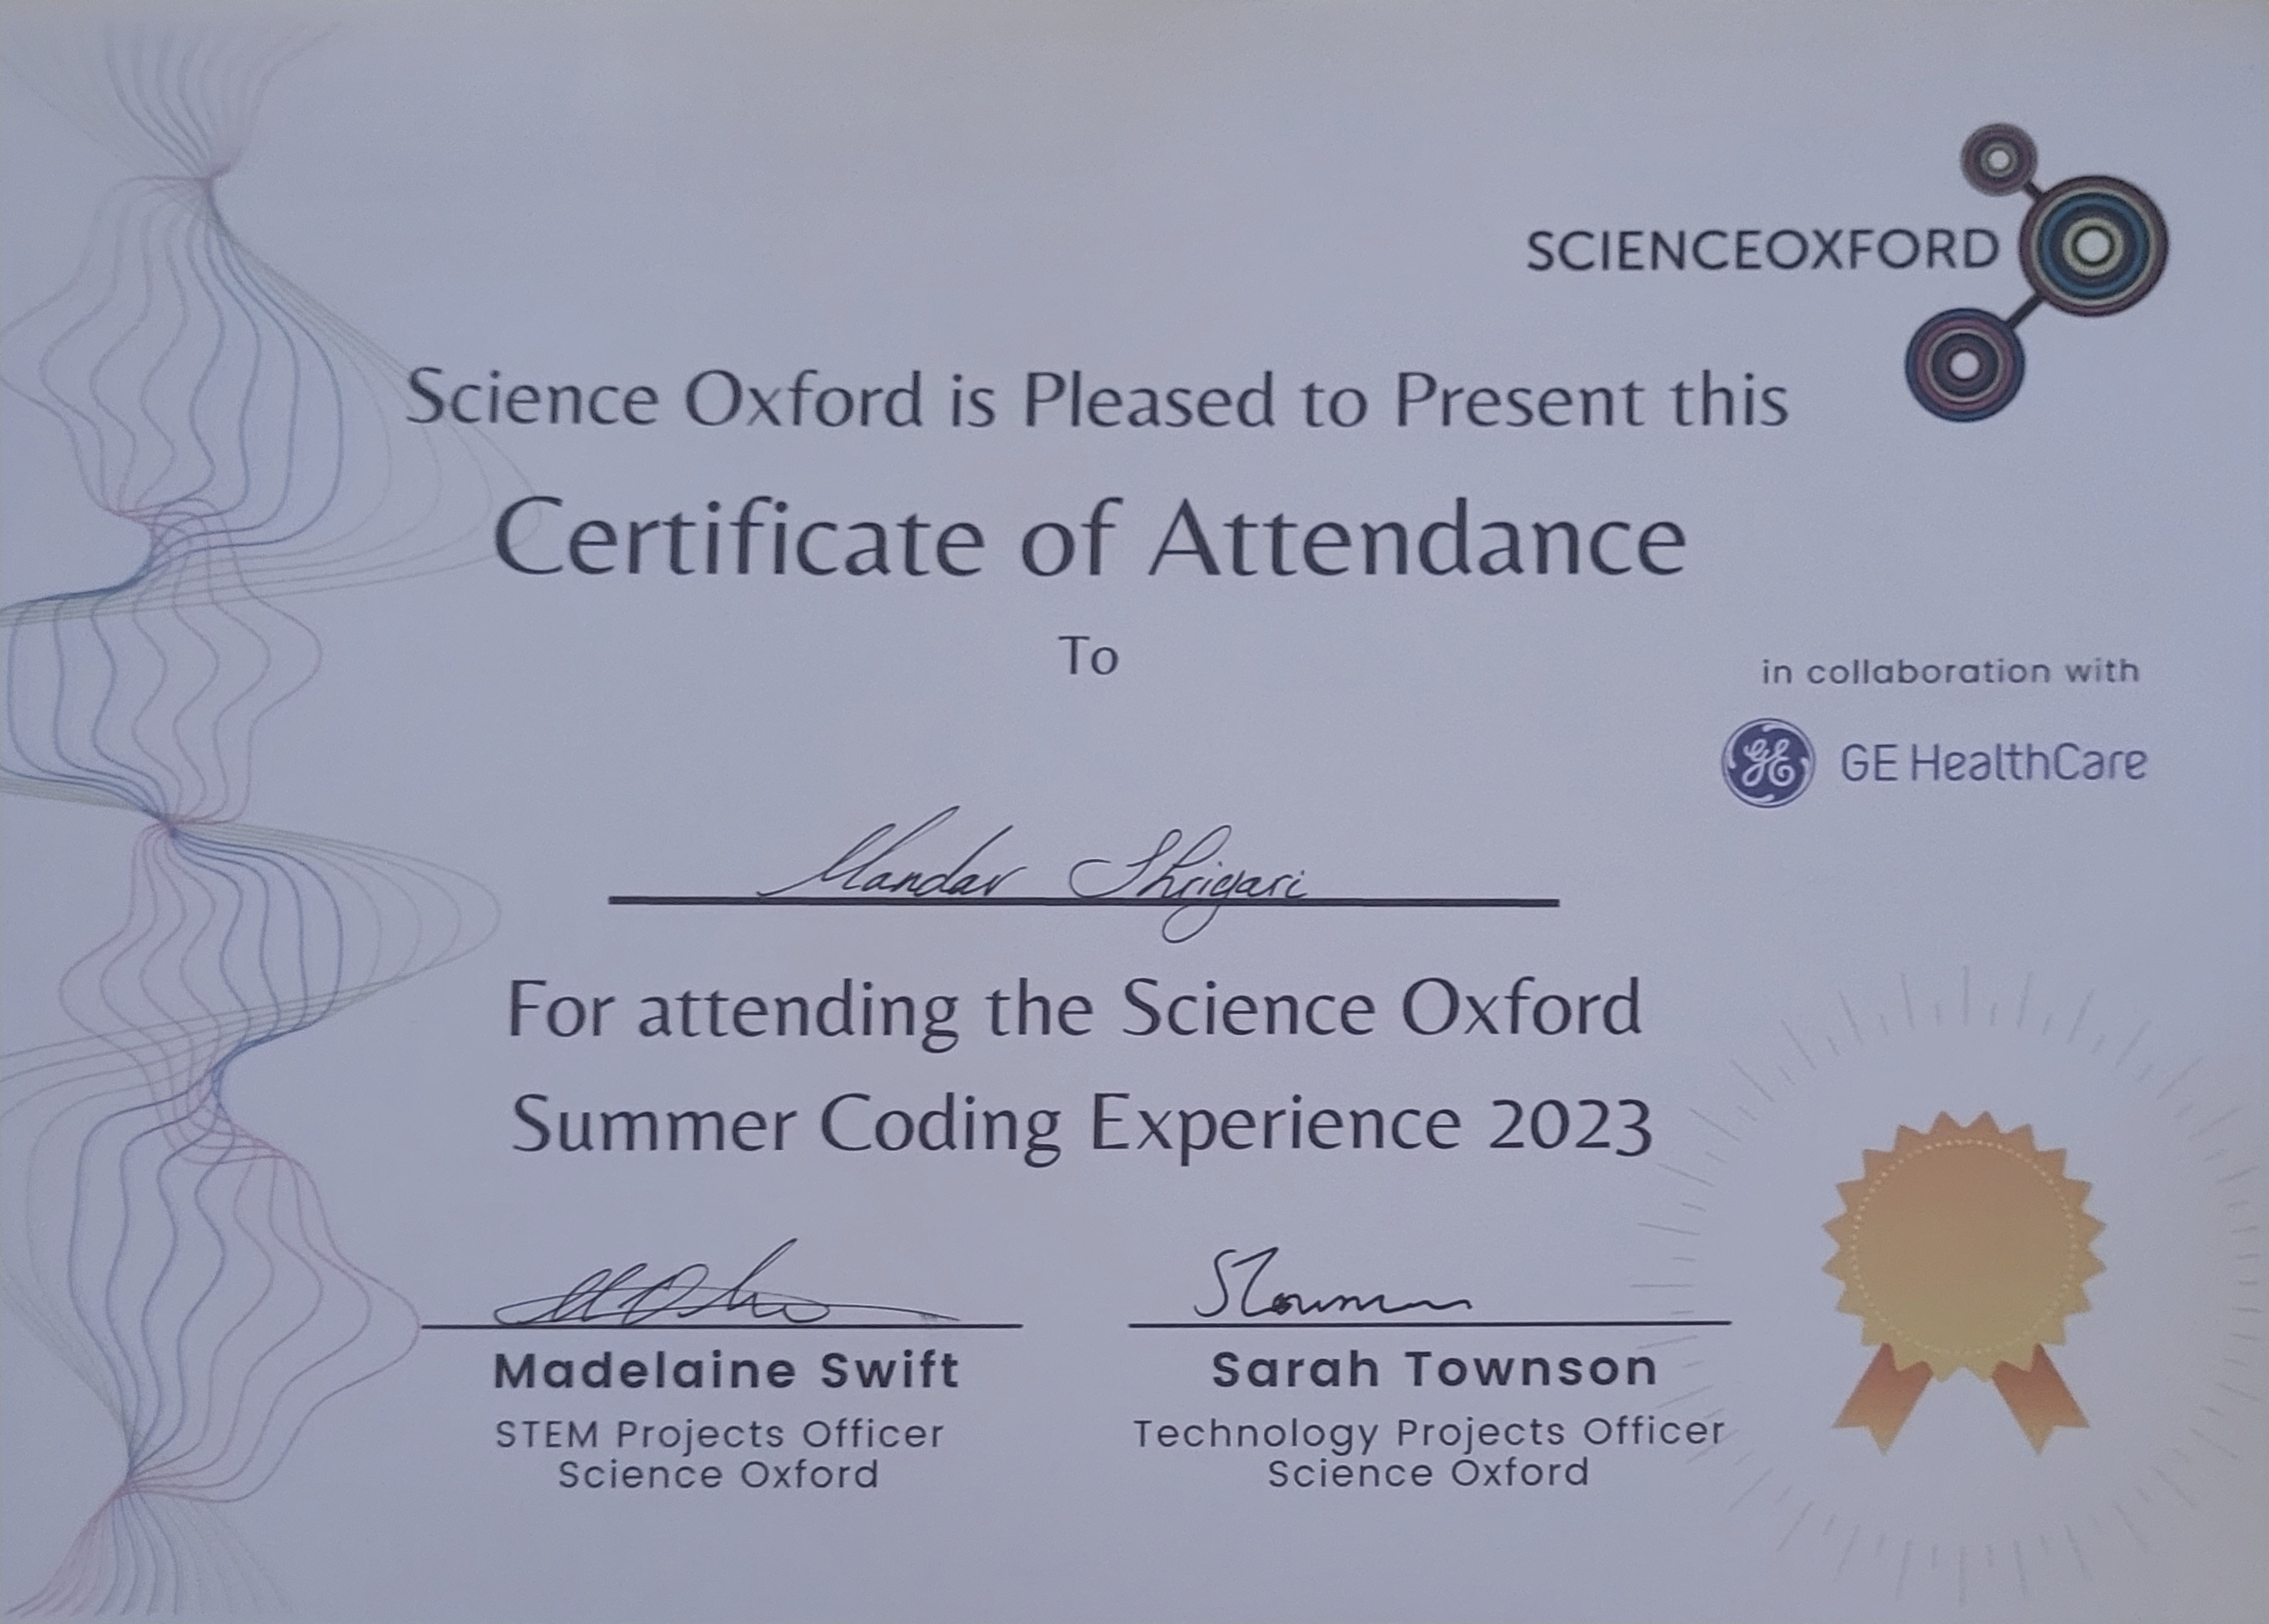 SCIENCEOXFORD
Science Oxford is Pleased to Present this
Certificate of Attendance
To
in collaboration with
GE GE HealthCare
Mandar Shrigari
For attending the Science Oxford
Summer Coding Experience 2023
Madelaine Swift
STEM Projects Officer
Science Oxford
STownson
Sarah Townson
Technology Projects Officer
Science Oxford